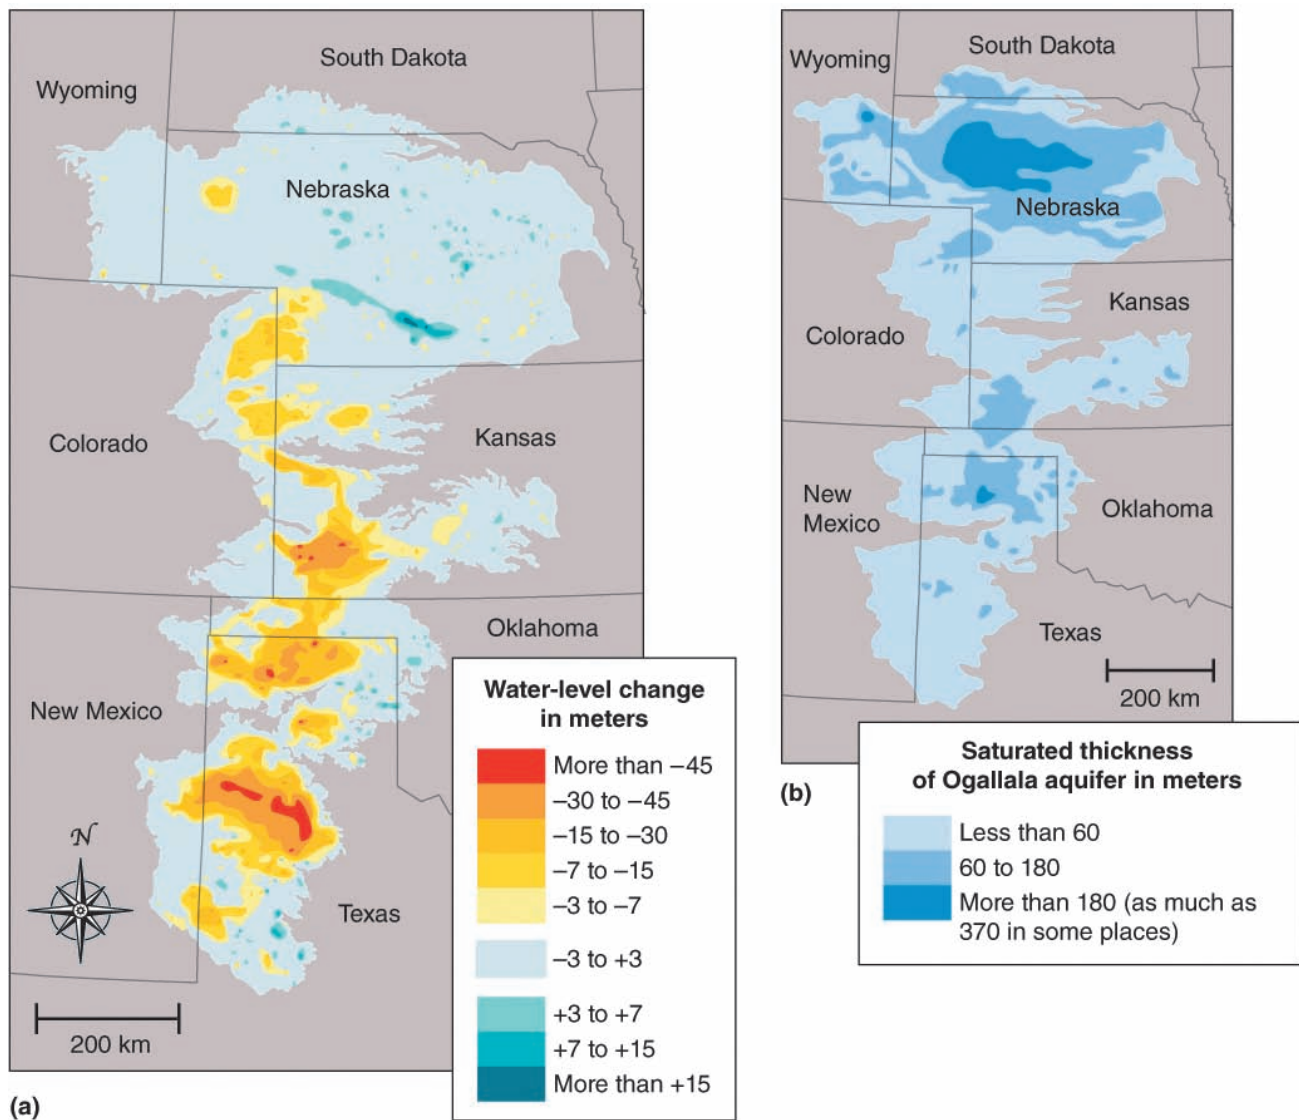 South Dakota
Wyoming
Nebraska
Colorado
Kansas
Oklahoma
New Mexico
Texas
N
200 km
Water-level change
in meters
More than –45
–30 to –45
–15 to –30
–7 to –15
–3 to –7
–3 to +3
+3 to +7
+7 to +15
More than +15
(a)
South Dakota
Wyoming
Nebraska
Kansas
Colorado
New
Mexico
Oklahoma
Texas
200 km
(b)
Saturated thickness
of Ogallala aquifer in meters
Less than 60
60 to 180
More than 180 (as much as
370 in some places)